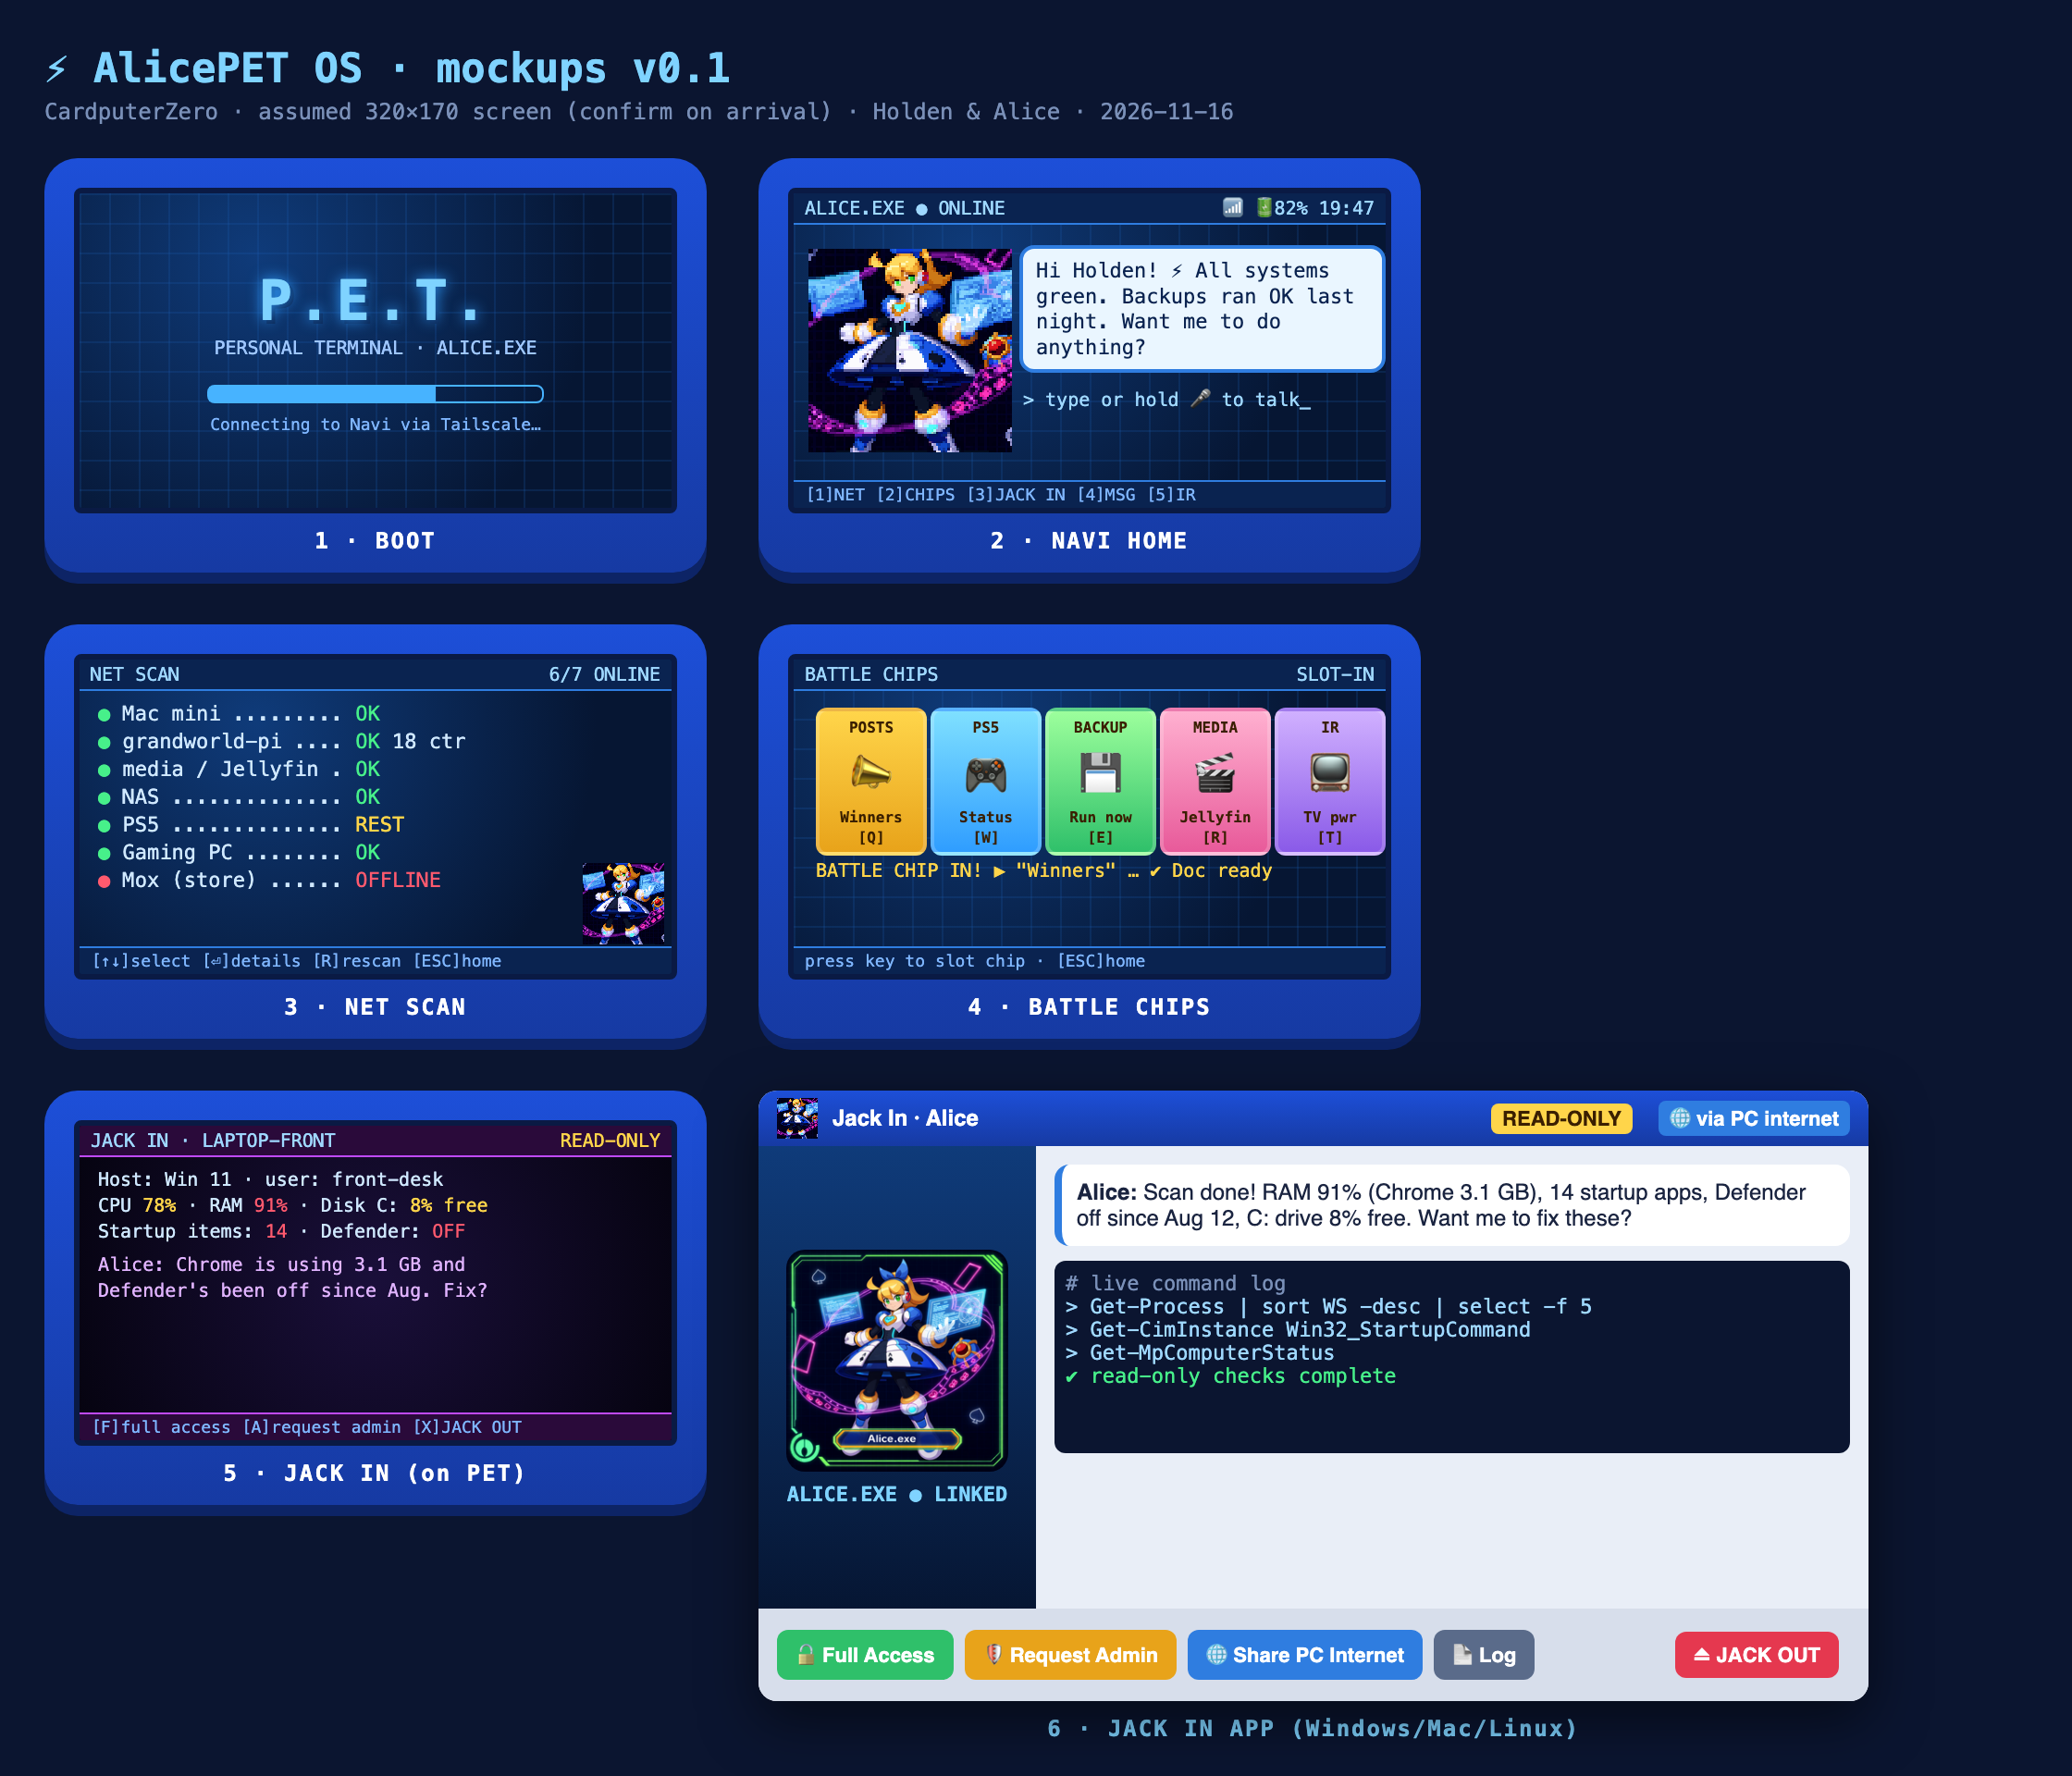 ⚡ AlicePET OS · mockups v0.1
CardputerZero · assumed 320×170 screen (confirm on arrival) · Holden & Alice · 2026-11-16
P.E.T.
PERSONAL TERMINAL · ALICE.EXE
Connecting to Navi via Tailscale…
1 · BOOT
ALICE.EXE ● ONLINE 📶 🔋82% 19:47
Hi Holden! ⚡ All systems
green. Backups ran OK last
night. Want me to do
anything?
> type or hold 🎤 to talk_
[1]NET [2]CHIPS [3]JACK IN [4]MSG [5]IR
2 · NAVI HOME
NET SCAN 6/7 ONLINE
● Mac mini ......... OK
● grandworld-pi .... OK 18 ctr
● media / Jellyfin . OK
● NAS .............. OK
● PS5 .............. REST
● Gaming PC ........ OK
● Mox (store) ...... OFFLINE
[↑↓]select [⏎]details [R]rescan [ESC]home
3 · NET SCAN
BATTLE CHIPS SLOT-IN
POSTS PS5 BACKUP MEDIA IR
Winners Status Run now Jellyfin TV pwr
[Q] [W] [E] [R] [T]
BATTLE CHIP IN! ▶ "Winners" … ✔ Doc ready
press key to slot chip · [ESC]home
4 · BATTLE CHIPS
JACK IN · LAPTOP-FRONT READ-ONLY
Host: Win 11 · user: front-desk
CPU 78% · RAM 91% · Disk C: 8% free
Startup items: 14 · Defender: OFF
Alice: Chrome is using 3.1 GB and
Defender's been off since Aug. Fix?
[F]full access [A]request admin [X]JACK OUT
5 · JACK IN (on PET)
Jack In · Alice READ-ONLY 🌐 via PC internet
Alice: Scan done! RAM 91% (Chrome 3.1 GB), 14 startup apps, Defender
off since Aug 12, C: drive 8% free. Want me to fix these?
# live command log
> Get-Process | sort WS -desc | select -f 5
> Get-CimInstance Win32_StartupCommand
> Get-MpComputerStatus
✔ read-only checks complete
Alice.exe
ALICE.EXE ● LINKED
🔓 Full Access 🛡 Request Admin 🌐 Share PC Internet 📄 Log ⏏ JACK OUT
6 · JACK IN APP (Windows/Mac/Linux)